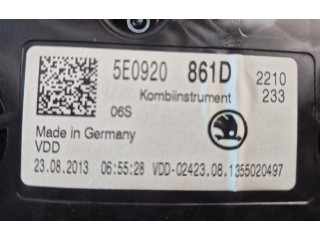 5E0920 861D 2210
Kombiinstrument 233
06S
Made in Germany
VDD
23.08.2013 06:55:28 VDD-02423.08.1355020497